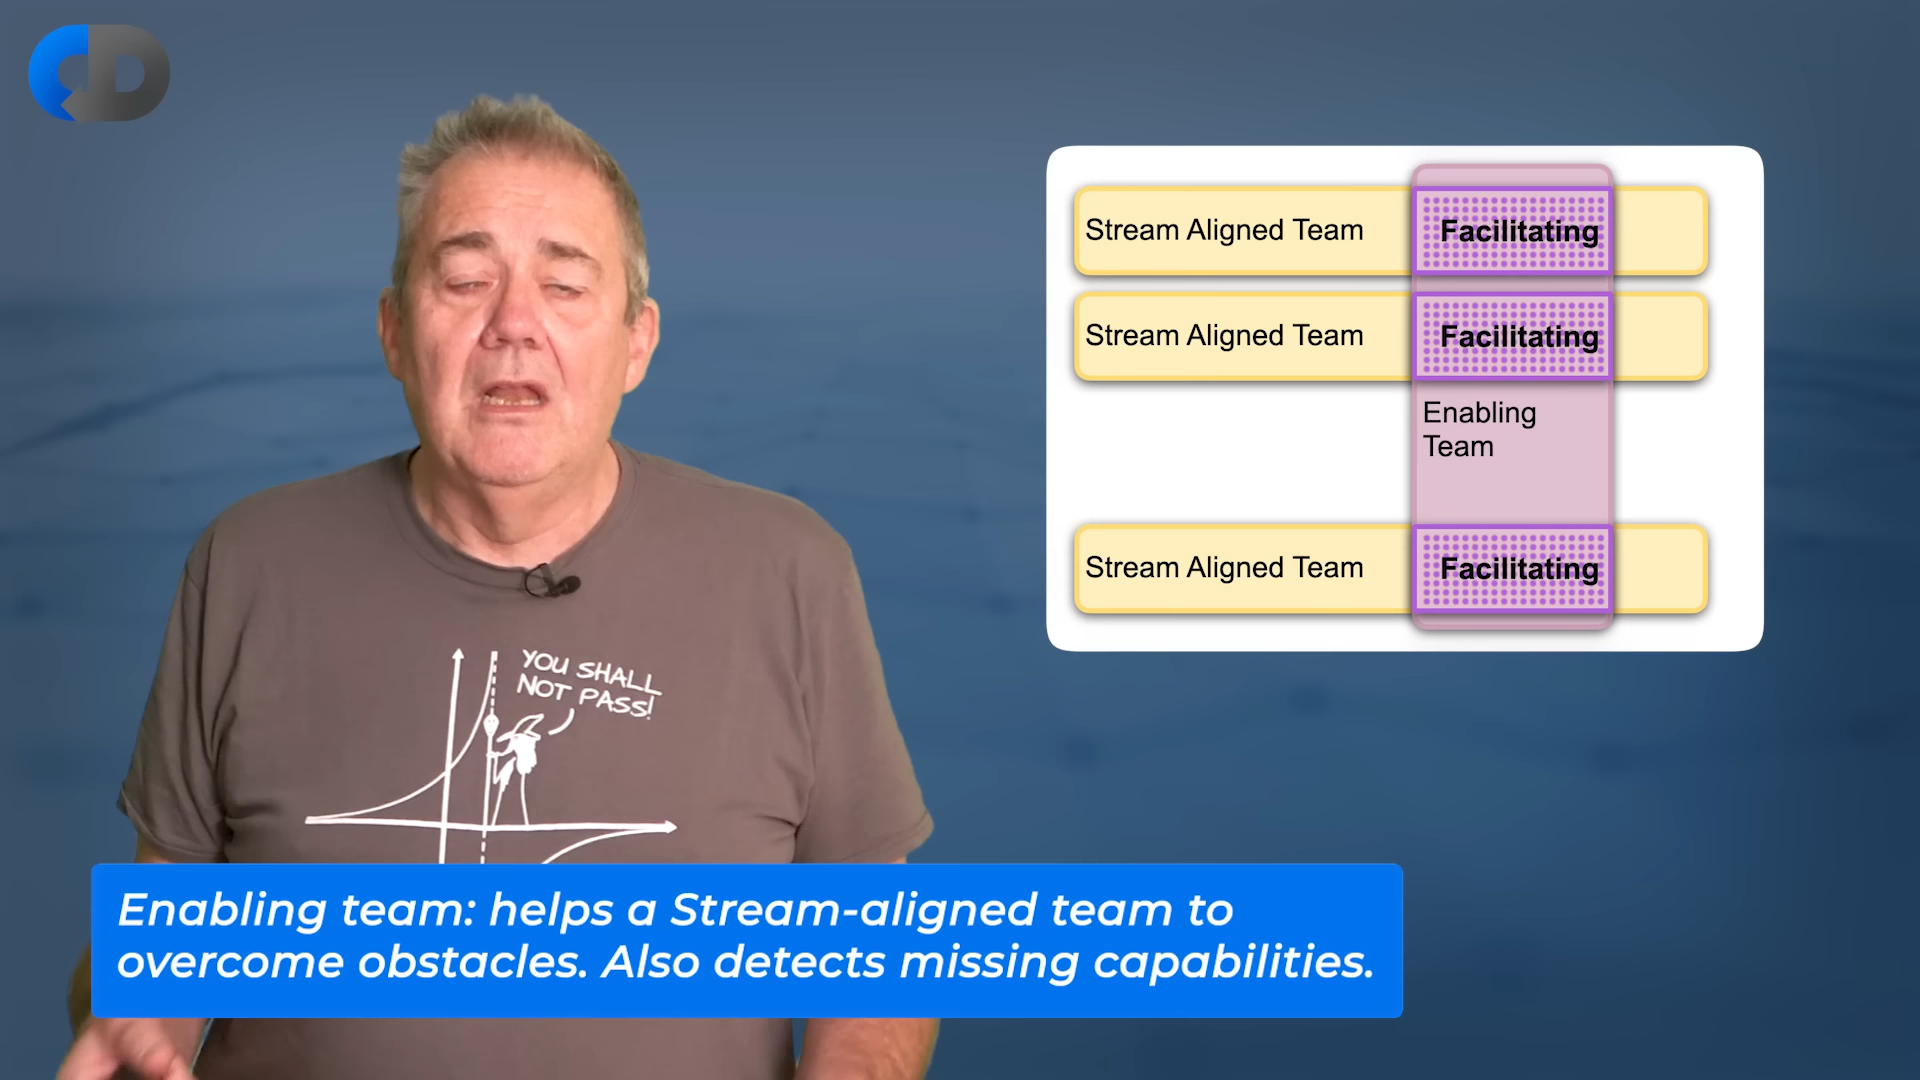 CD
YOU SHALL
NOT PASS!
Stream Aligned Team
Facilitating
Stream Aligned Team
Facilitating
Enabling
Team
Stream Aligned Team
Facilitating
Enabling team: helps a Stream-aligned team to
overcome obstacles. Also detects missing capabilities.